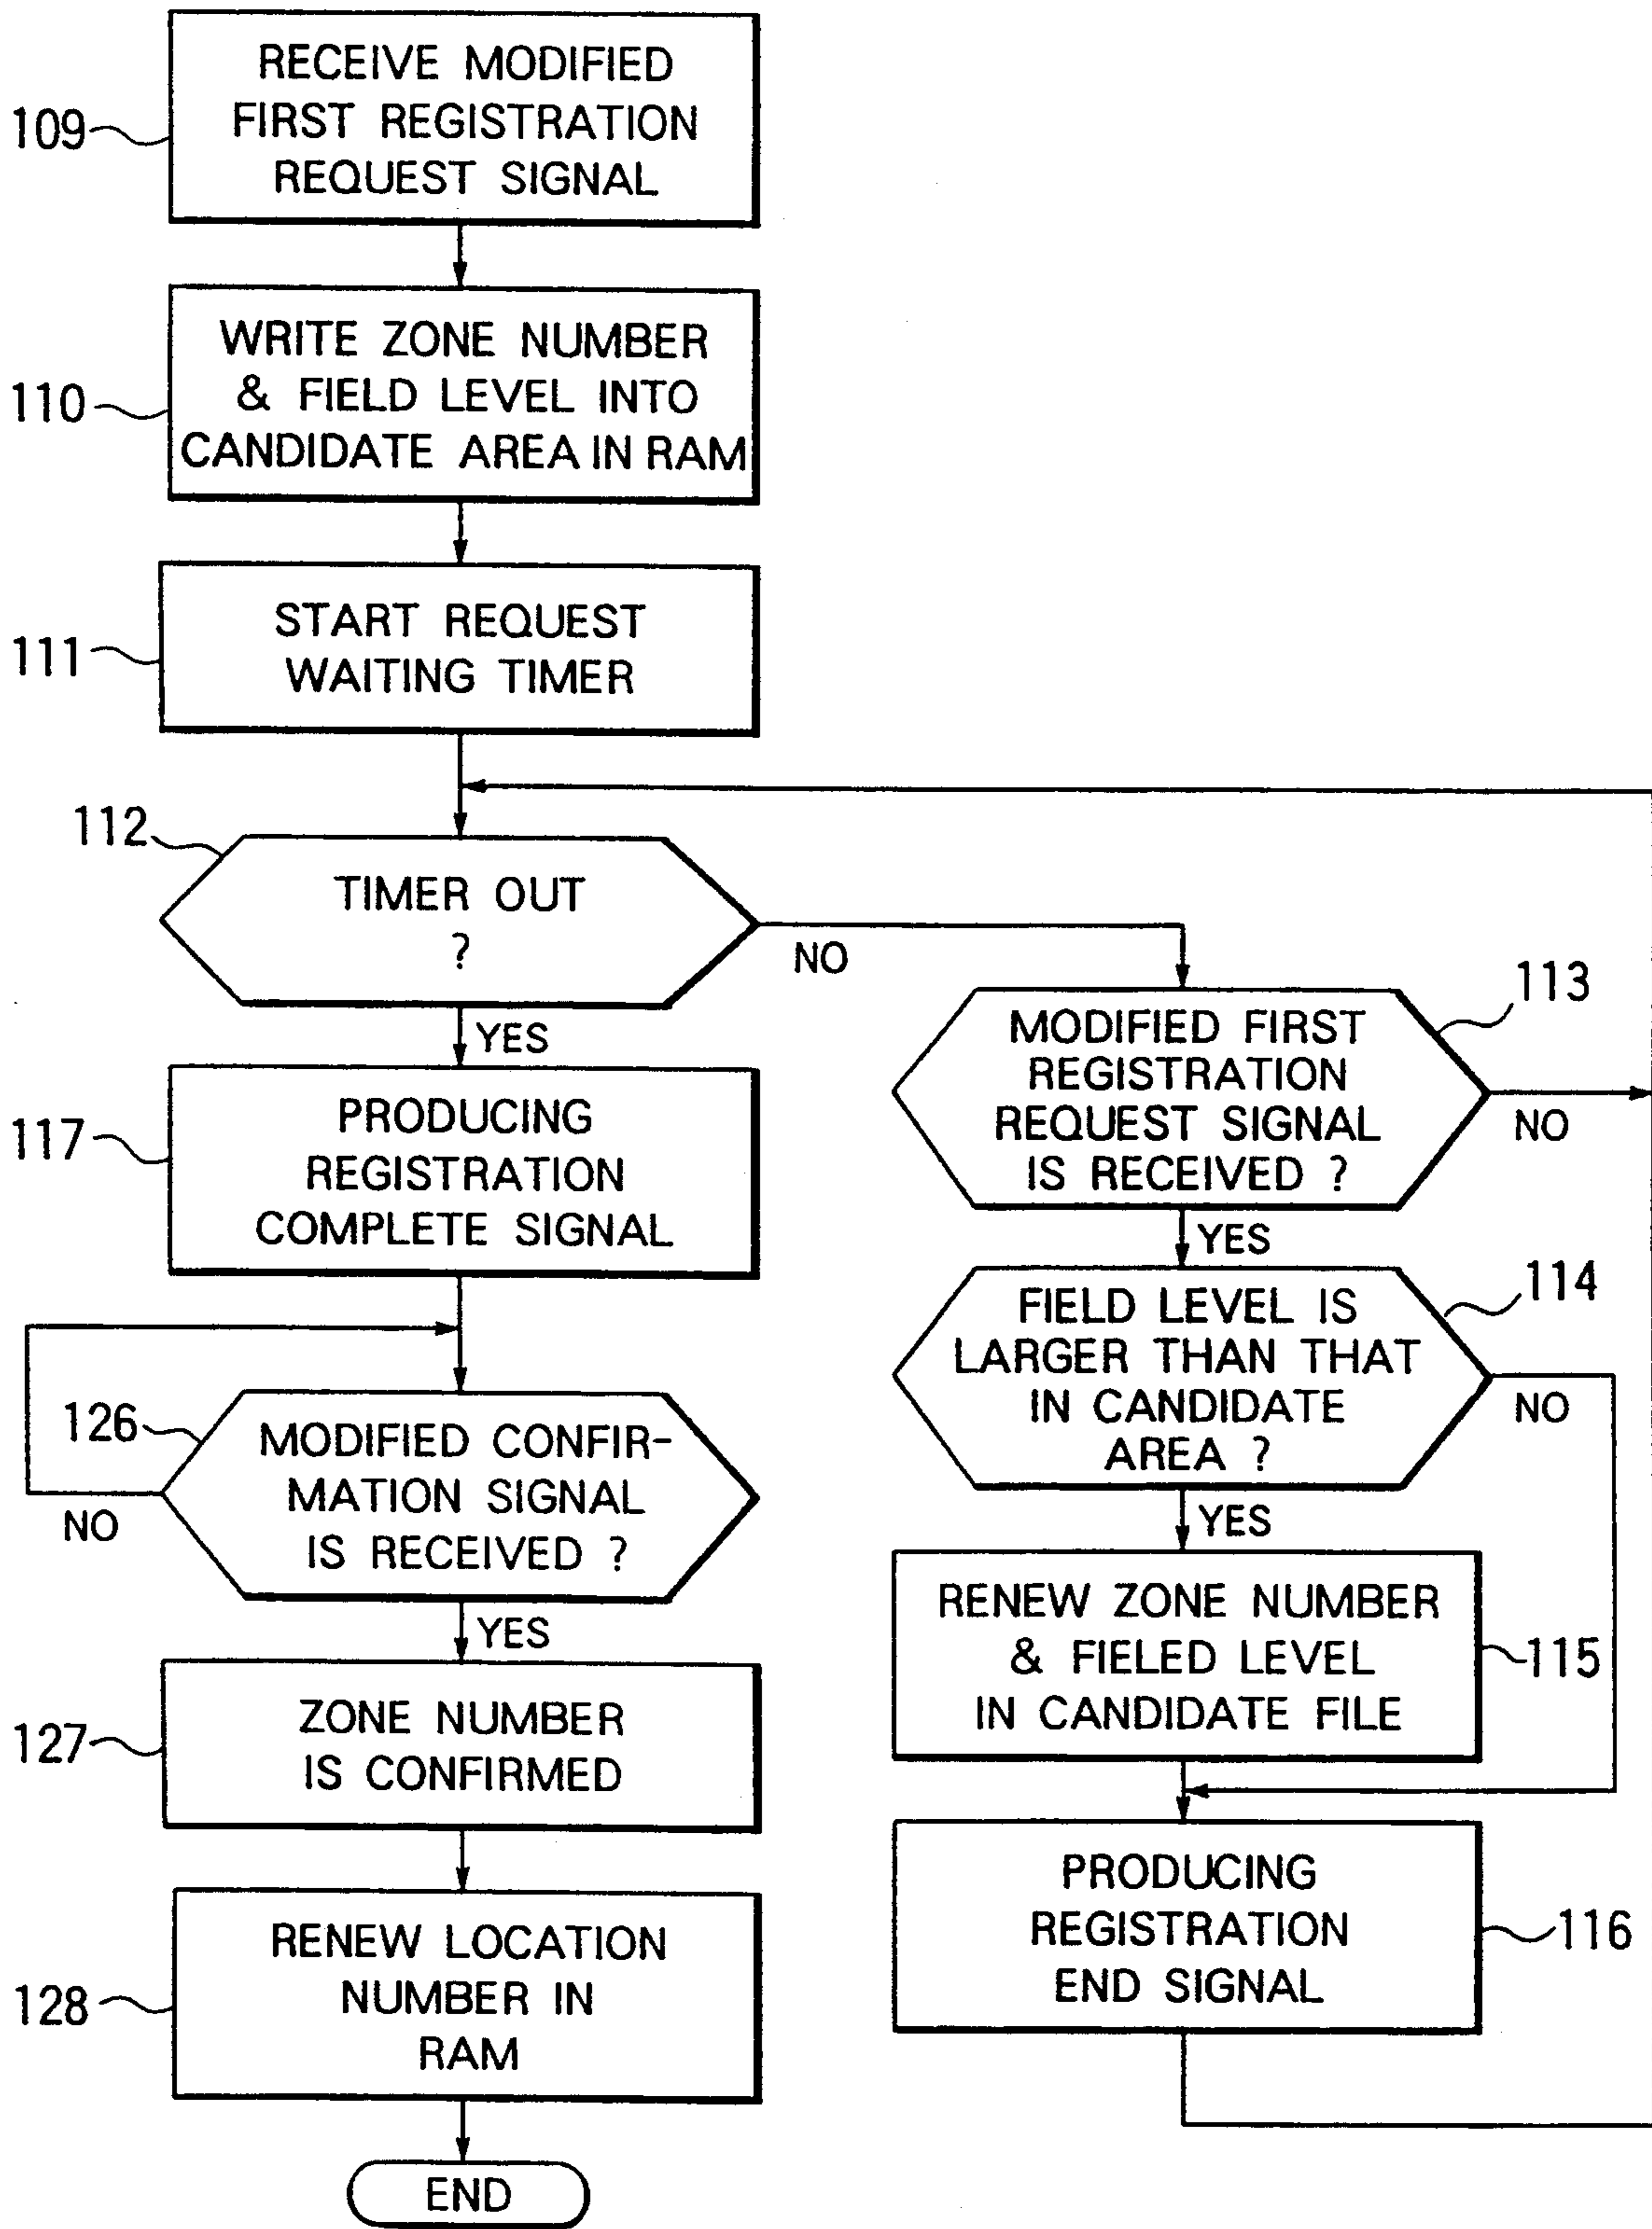 109
RECEIVE MODIFIED
FIRST REGISTRATION
REQUEST SIGNAL
110
WRITE ZONE NUMBER
& FIELD LEVEL INTO
CANDIDATE AREA IN RAM
111
START REQUEST
WAITING TIMER
112
TIMER OUT
?
NO
YES
113
MODIFIED FIRST
REGISTRATION
REQUEST SIGNAL
IS RECEIVED ?
NO
YES
114
FIELD LEVEL IS
LARGER THAN THAT
IN CANDIDATE
AREA ?
NO
YES
115
RENEW ZONE NUMBER
& FIELED LEVEL
IN CANDIDATE FILE
116
PRODUCING
REGISTRATION
END SIGNAL
117
PRODUCING
REGISTRATION
COMPLETE SIGNAL
126
MODIFIED CONFIR-
MATION SIGNAL
IS RECEIVED ?
NO
YES
127
ZONE NUMBER
IS CONFIRMED
128
RENEW LOCATION
NUMBER IN
RAM
END